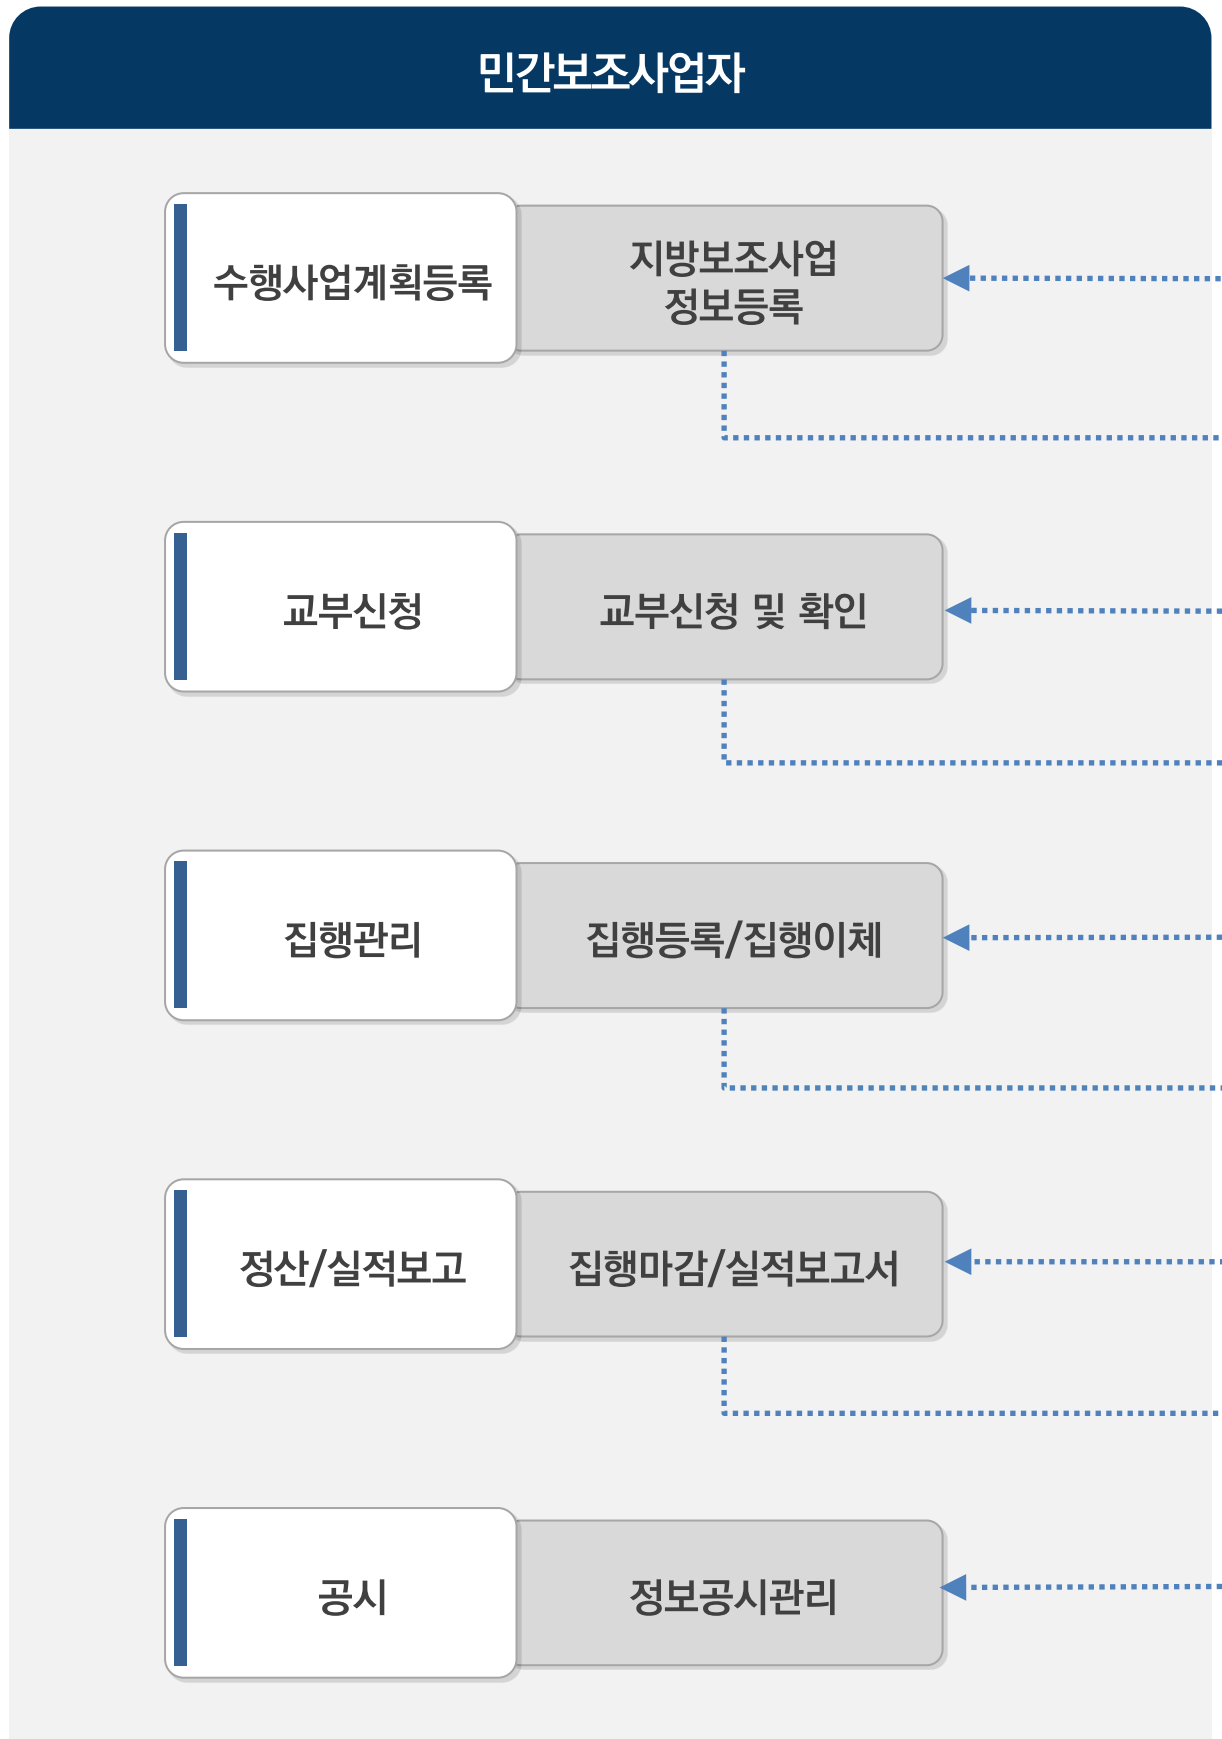 민간보조사업자
수행사업계획등록
지방보조사업
정보등록
교부신청
교부신청 및 확인
집행관리
집행등록/집행이체
정산/실적보고
집행마감/실적보고서
공시
정보공시관리